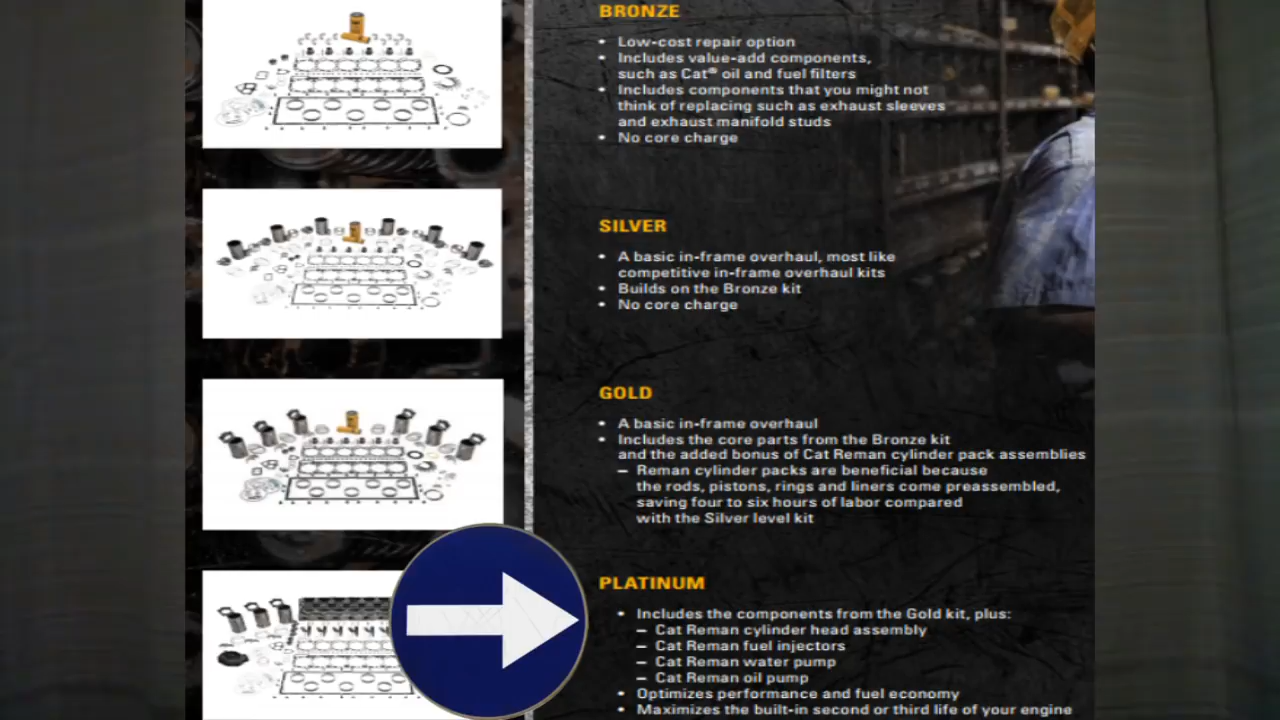 BRONZE
• Low-cost repair option
• Includes value-add components,
such as Cat® oil and fuel filters
• Includes components that you might not
think of replacing such as exhaust sleeves
and exhaust manifold studs
• No core charge
SILVER
• A basic in-frame overhaul, most like
competitive in-frame overhaul kits
• Builds on the Bronze kit
• No core charge
GOLD
• A basic in-frame overhaul
• Includes the core parts from the Bronze kit
and the added bonus of Cat Reman cylinder pack assemblies
– Reman cylinder packs are beneficial because
the rods, pistons, rings and liners come preassembled,
saving four to six hours of labor compared
with the Silver level kit
PLATINUM
• Includes the components from the Gold kit, plus:
– Cat Reman cylinder head assembly
– Cat Reman fuel injectors
– Cat Reman water pump
– Cat Reman oil pump
• Optimizes performance and fuel economy
• Maximizes the built-in second or third life of your engine